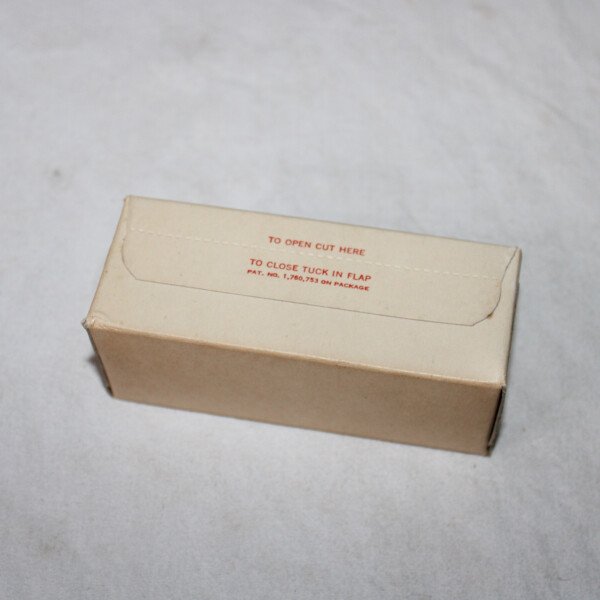 TO OPEN CUT HERE
TO CLOSE TUCK IN FLAP
PAT. NO. 1,760,753 ON PACKAGE